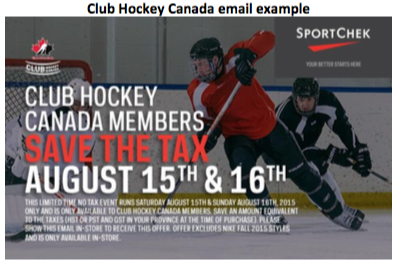 Club Hockey Canada email example
SPORTCHEK
YOUR BETTER STARTS HERE
CLUB
CLUB HOCKEY
CANADA MEMBERS
SAVE THE TAX
AUGUST 15TH & 16TH
THIS LIMITED TIME NO TAX EVENT RUNS SATURDAY AUGUST 15TH & SUNDAY AUGUST 16TH, 2015
ONLY AND IS ONLY AVAILABLE TO CLUB HOCKEY CANADA MEMBERS. SAVE AN AMOUNT EQUIVALENT
TO THE TAXES (HST OR PST AND GST IN YOUR PROVINCE AT THE TIME OF PURCHASE). PLEASE
SHOW THIS EMAIL IN-STORE TO RECEIVE THIS OFFER. OFFER EXCLUDES NIKE FALL 2015 STYLES
AND IS ONLY AVAILABLE IN-STORE.